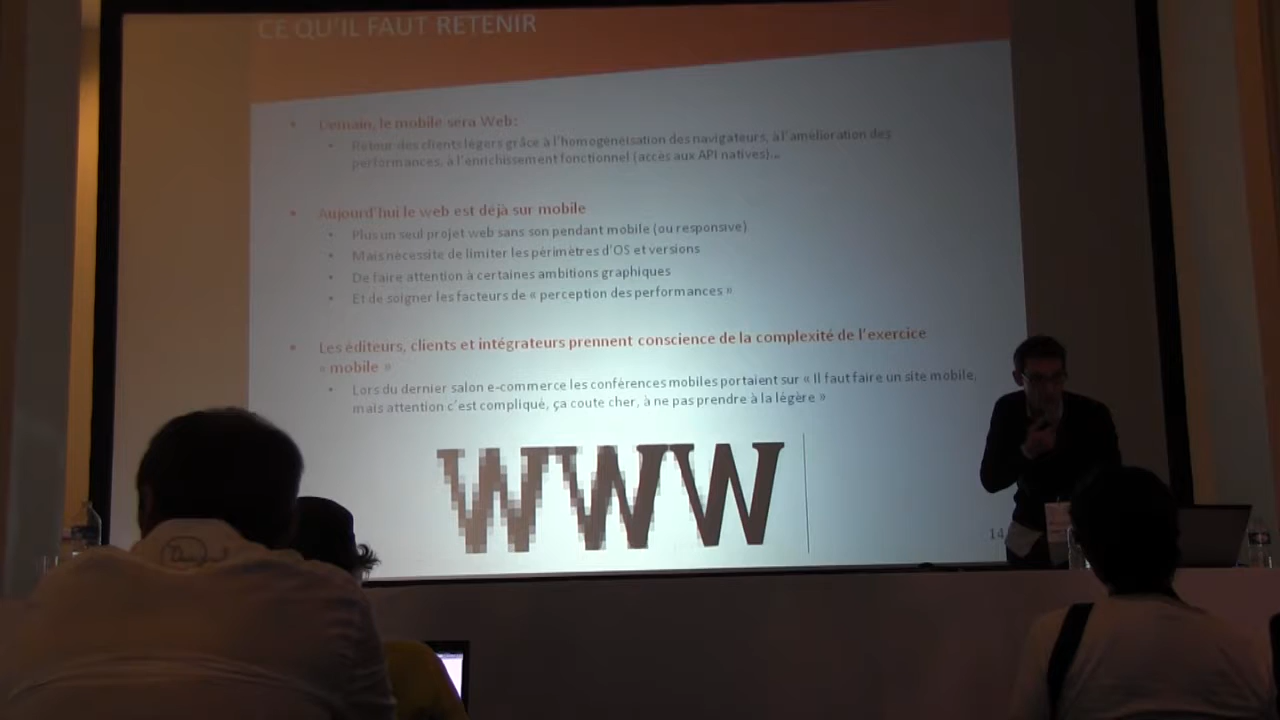 CE QU'IL FAUT RETENIR
• Demain, le mobile sera Web:
• Retour des clients légers grâce à l'homogénéisation des navigateurs, à l'amélioration des
performances, à l'enrichissement fonctionnel (accès aux API natives)...
• Aujourd'hui le web est déjà sur mobile
• Plus un seul projet web sans son pendant mobile (ou responsive)
• Mais nécessite de limiter les périmètres d'OS et versions
• De faire attention à certaines ambitions graphiques
• Et de soigner les facteurs de « perception des performances »
• Les éditeurs, clients et intégrateurs prennent conscience de la complexité de l'exercice
« mobile »
• Lors du dernier salon e-commerce les conférences mobiles portaient sur « Il faut faire un site mobile,
mais attention c'est compliqué, ça coute cher, à ne pas prendre à la légère »
WWW
14